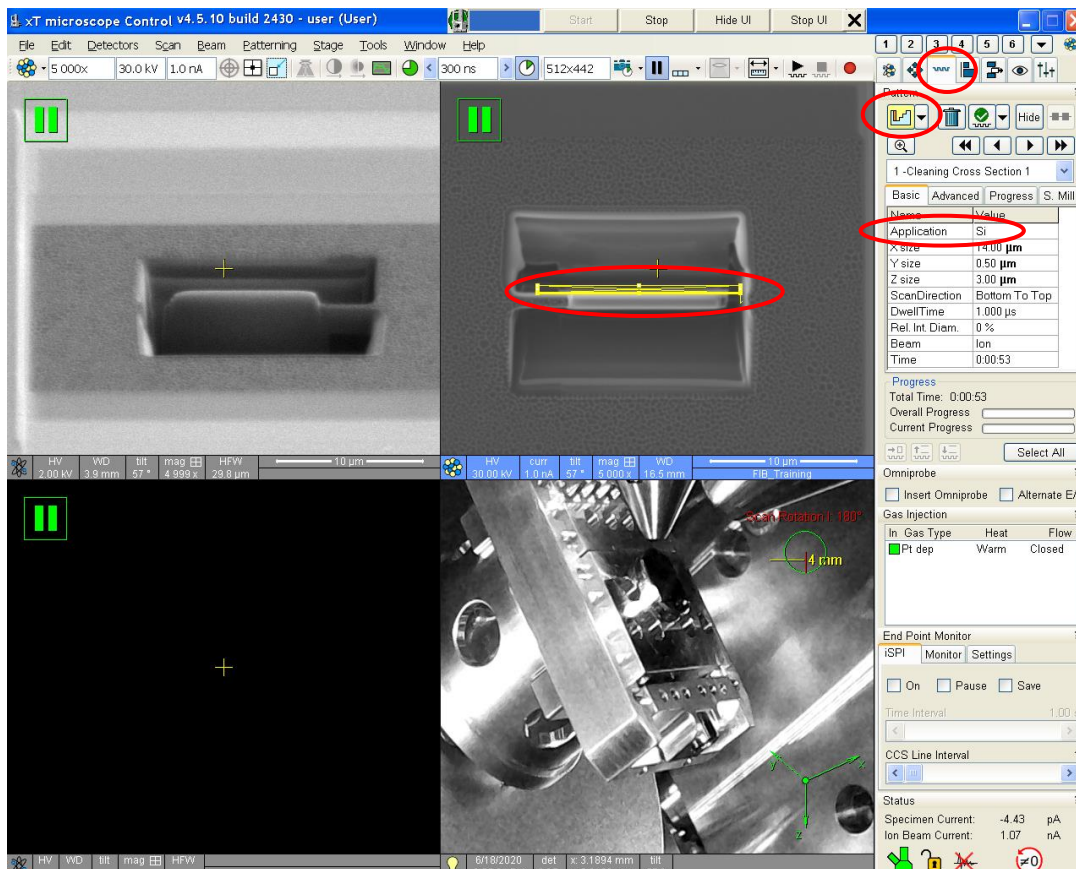 xT microscope Control v4.5.10 build 2430 - user (User)
Start Stop Hide UI Stop UI X
File Edit Detectors Scan Beam Patterning Stage Tools Window Help
5 000x 30.0 kV 1.0 nA 300 ns 512x442
1 2 3 4 5 6
Pattern
Hide
1 -Cleaning Cross Section 1
Basic Advanced Progress S. Mill
Name Value
Application Si
X size 14.00 µm
Y size 0.50 µm
Z size 3.00 µm
ScanDirection Bottom To Top
DwellTime 1.000 µs
Rel. Int. Diam. 0 %
Beam Ion
Time 0:00:53
Progress
Total Time: 0:00:53
Overall Progress
Current Progress
Select All
HV WD tilt mag HFW 10 µm
2.00 kV 3.9 mm 57 ° 4 999 x 29.8 µm
HV curr tilt mag WD 10 µm
30.00 kV 1.0 nA 57 ° 5 000 x 16.5 mm FIB_Training
Omniprobe
Insert Omniprobe Alternate E/
Gas Injection
In Gas Type Heat Flow
Pt dep Warm Closed
Scan Rotation I: 180°
4 mm
y x
z
End Point Monitor
iSPI Monitor Settings
On Pause Save
Time Interval 1.00
CCS Line Interval
Status
Specimen Current: -4.43 pA
Ion Beam Current: 1.07 nA
≠0
HV WD tilt mag HFW
6/18/2020 det x: 3.1894 mm tilt